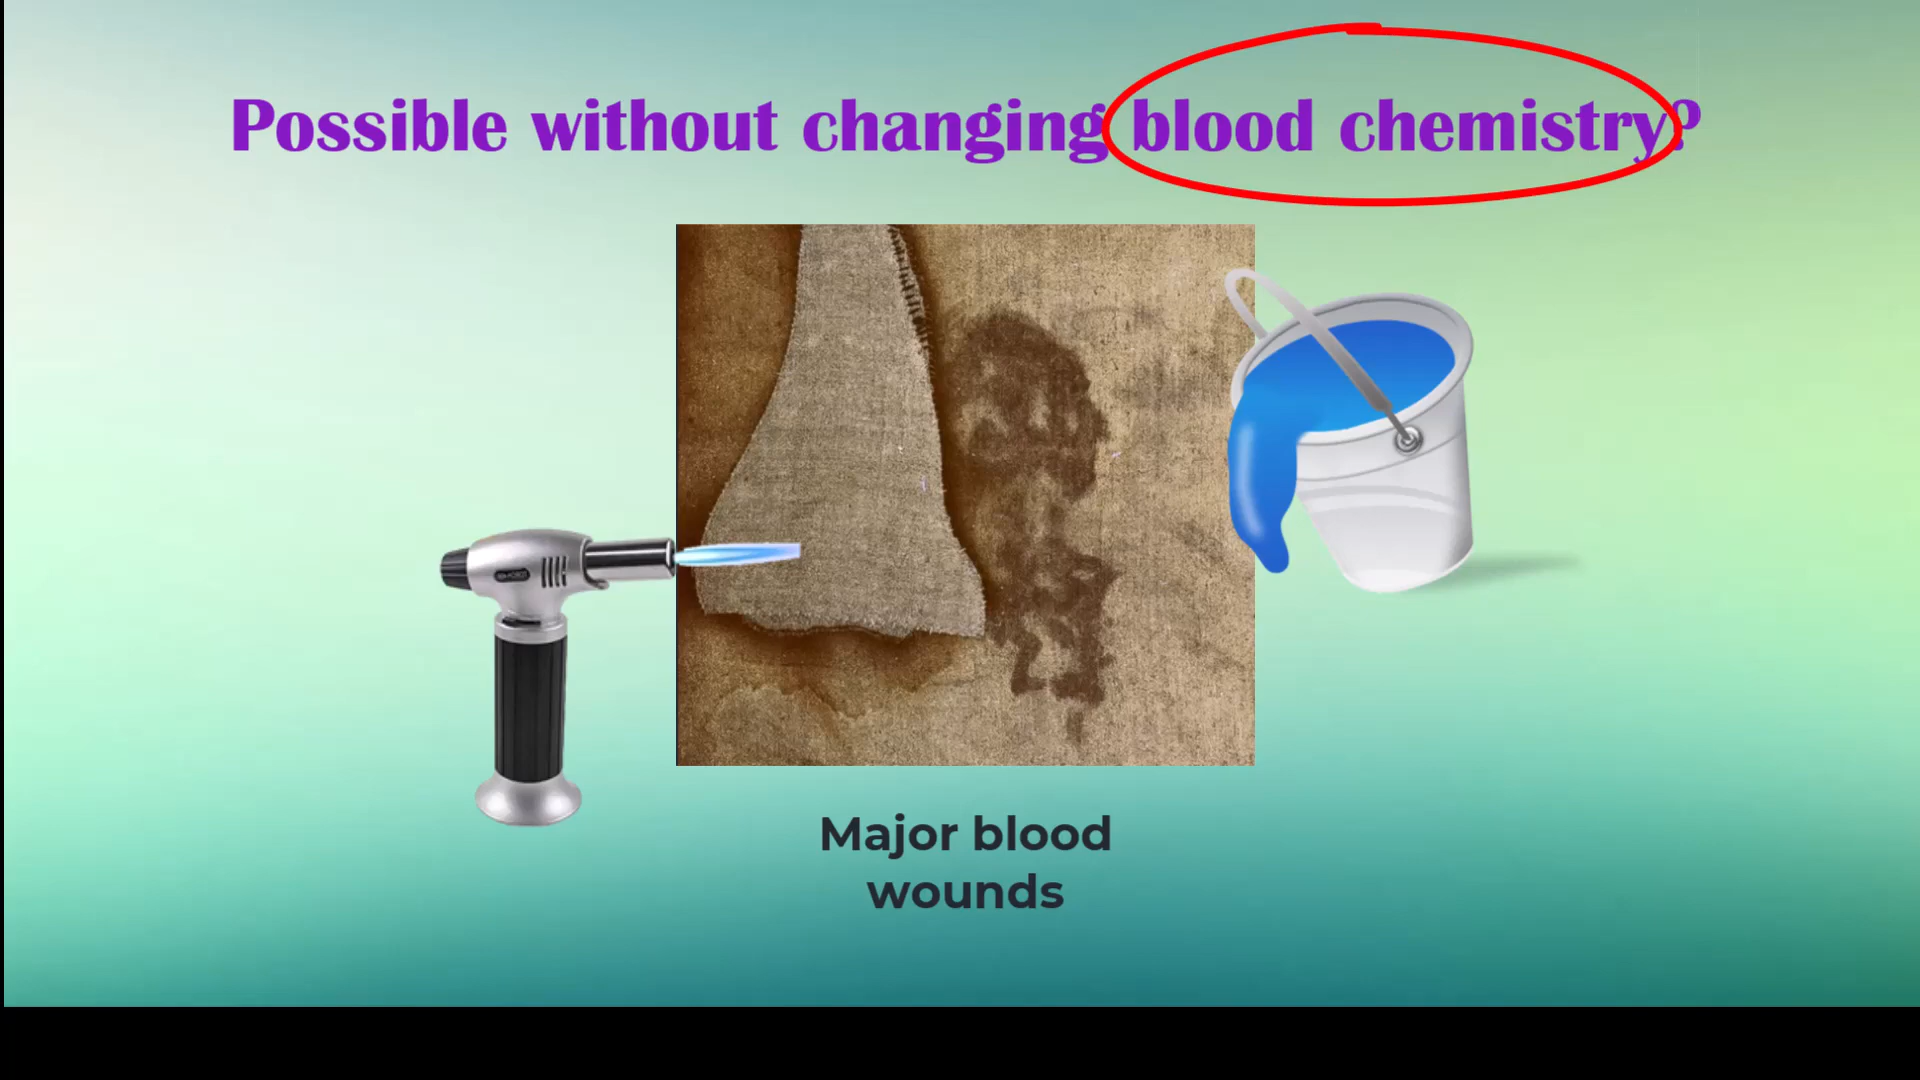 Possible without changing blood chemistry?
Major blood
wounds